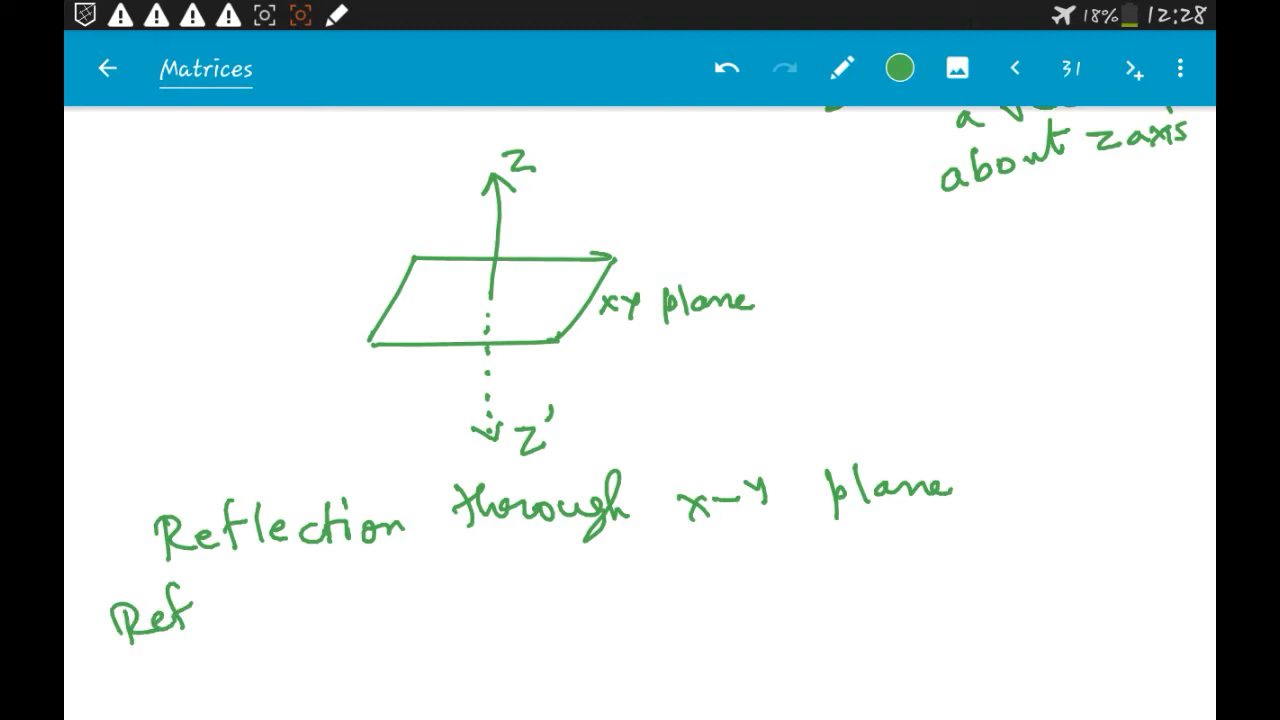 18% 12:28
Matrices 31
a
about z axis
z
xy plane
z'
Reflection thorough x-y plane
Ref